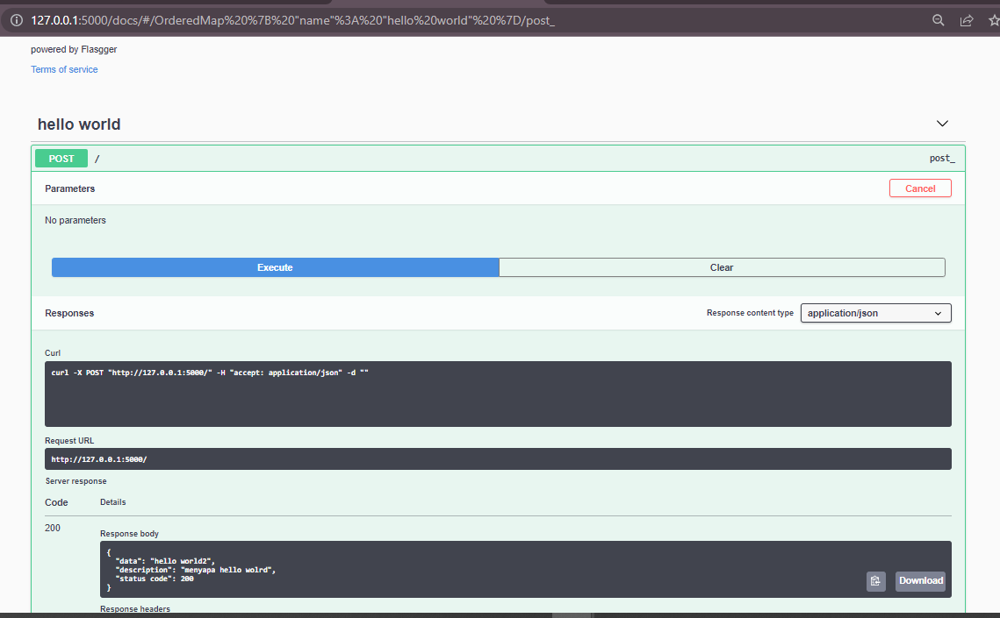 127.0.0.1:5000/docs/#/OrderedMap%20%7B%20"name"%3A%20"hello%20world"%20%7D/post_
powered by Flasgger
Terms of service
hello world
POST / post_
Parameters Cancel
No parameters
Execute Clear
Responses Response content type application/json
Curl
curl -X POST "http://127.0.0.1:5000/" -H "accept: application/json" -d ""
Request URL
http://127.0.0.1:5000/
Server response
Code Details
200
Response body
{
"data": "hello world2",
"description": "menyapa hello wolrd",
"status code": 200
}
Download
Response headers